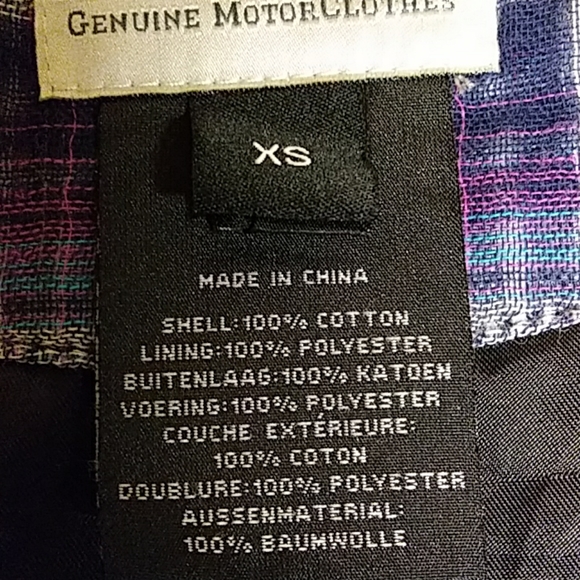 GENUINE MOTORCLOTHES
XS
MADE IN CHINA
SHELL:100% COTTON
LINING:100% POLYESTER
BUITENLAAG:100% KATOEN
VOERING:100% POLYESTER
COUCHE EXTÉRIEURE:
100% COTON
DOUBLURE:100% POLYESTER
AUSSENMATERIAL:
100% BAUMWOLLE